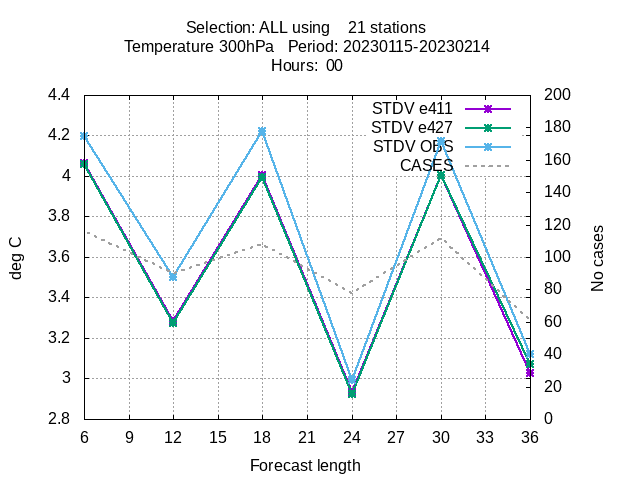 Selection: ALL using    21 stations
Temperature 300hPa   Period: 20230115-20230214
Hours:  00
STDV e411
STDV e427
STDV OBS
CASES
4.4
4.2
4
3.8
3.6
3.4
3.2
3
2.8
deg C
200
180
160
140
120
100
80
60
40
20
0
No cases
6 9 12 15 18 21 24 27 30 33 36
Forecast length